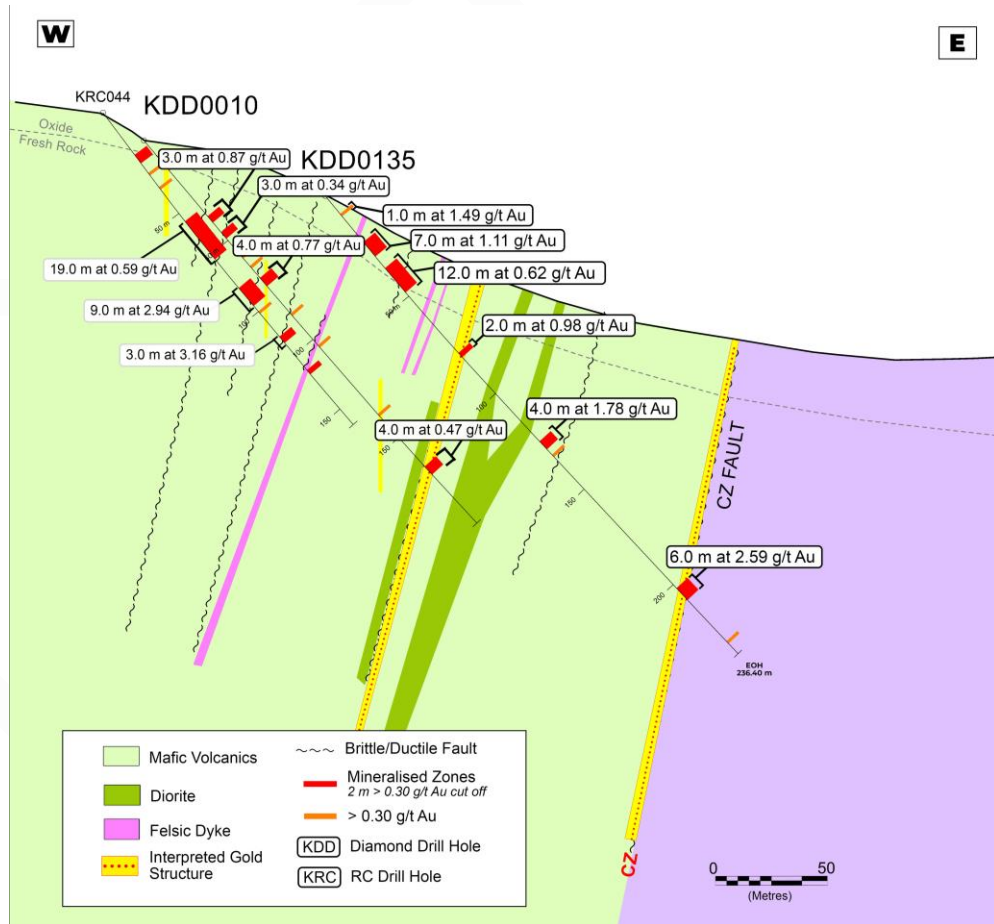 W
E
KRC044
KDD0010
Oxide
Fresh Rock
3.0 m at 0.87 g/t Au
KDD0135
3.0 m at 0.34 g/t Au
1.0 m at 1.49 g/t Au
50 m
7.0 m at 1.11 g/t Au
4.0 m at 0.77 g/t Au
19.0 m at 0.59 g/t Au
12.0 m at 0.62 g/t Au
9.0 m at 2.94 g/t Au
50 m
100
2.0 m at 0.98 g/t Au
3.0 m at 3.16 g/t Au
100
100
150
4.0 m at 1.78 g/t Au
4.0 m at 0.47 g/t Au
150
CZ FAULT
150
6.0 m at 2.59 g/t Au
200
EOH
236.40 m
Mafic Volcanics
Diorite
Felsic Dyke
Interpreted Gold
Structure
Brittle/Ductile Fault
Mineralised Zones
2 m > 0.30 g/t Au cut off
> 0.30 g/t Au
KDD Diamond Drill Hole
KRC RC Drill Hole
CZ
0 50
(Metres)